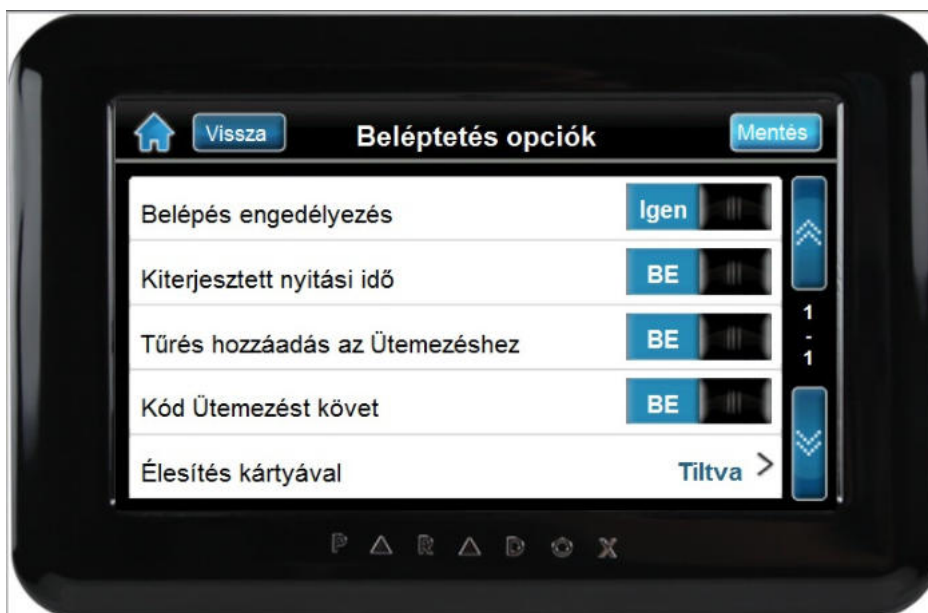 Vissza
Beléptetés opciók
Mentés
Belépés engedélyezés
Igen
Kiterjesztett nyitási idő
BE
Tűrés hozzáadás az Ütemezéshez
BE
Kód Ütemezést követ
BE
Élesítés kártyával
Tiltva >
1
-
1
PARADOX